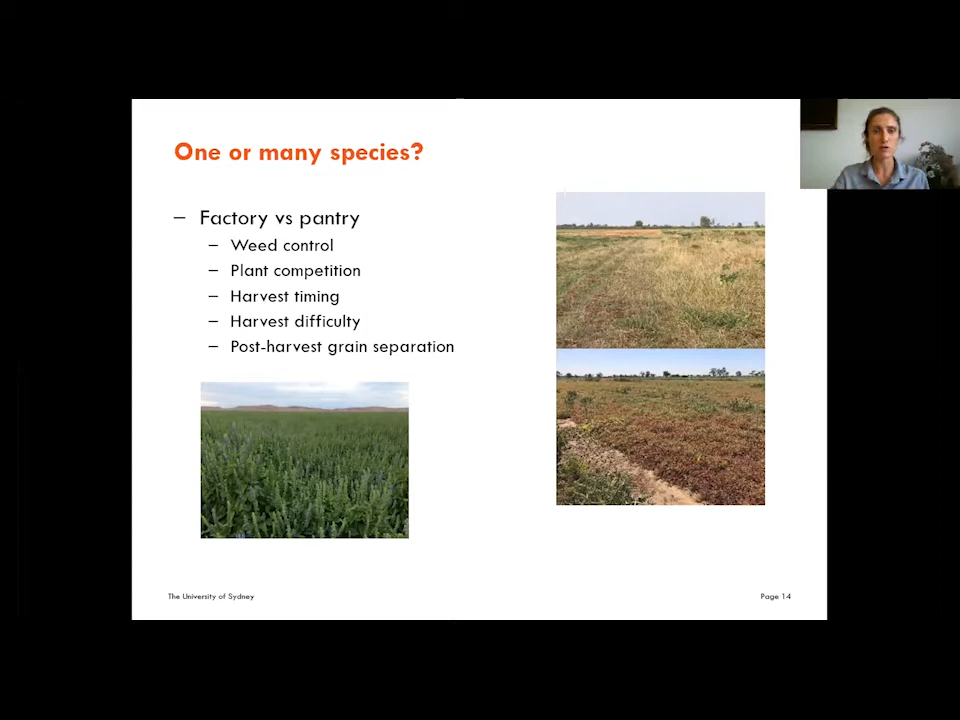 One or many species?
– Factory vs pantry
– Weed control
– Plant competition
– Harvest timing
– Harvest difficulty
– Post-harvest grain separation
The University of Sydney
Page 14